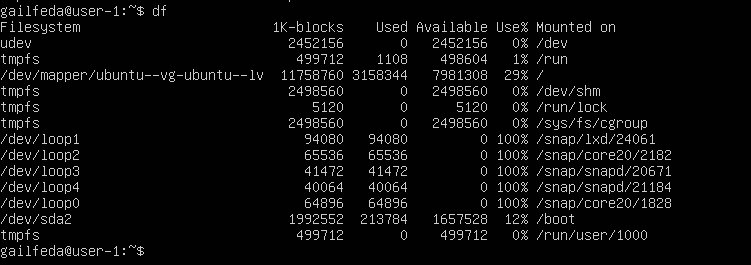 gailfeda@user-1:~$ df
Filesystem                        1K-blocks    Used Available Use% Mounted on
udev                                2452156       0   2452156   0% /dev
tmpfs                                499712    1108    498604   1% /run
/dev/mapper/ubuntu--vg-ubuntu--lv  11758760 3158344   7981308  29% /
tmpfs                               2498560       0   2498560   0% /dev/shm
tmpfs                                  5120       0      5120   0% /run/lock
tmpfs                               2498560       0   2498560   0% /sys/fs/cgroup
/dev/loop1                            94080   94080         0 100% /snap/lxd/24061
/dev/loop2                            65536   65536         0 100% /snap/core20/2182
/dev/loop3                            41472   41472         0 100% /snap/snapd/20671
/dev/loop4                            40064   40064         0 100% /snap/snapd/21184
/dev/loop0                            64896   64896         0 100% /snap/core20/1828
/dev/sda2                           1992552  213784   1657528  12% /boot
tmpfs                                499712       0    499712   0% /run/user/1000
gailfeda@user-1:~$